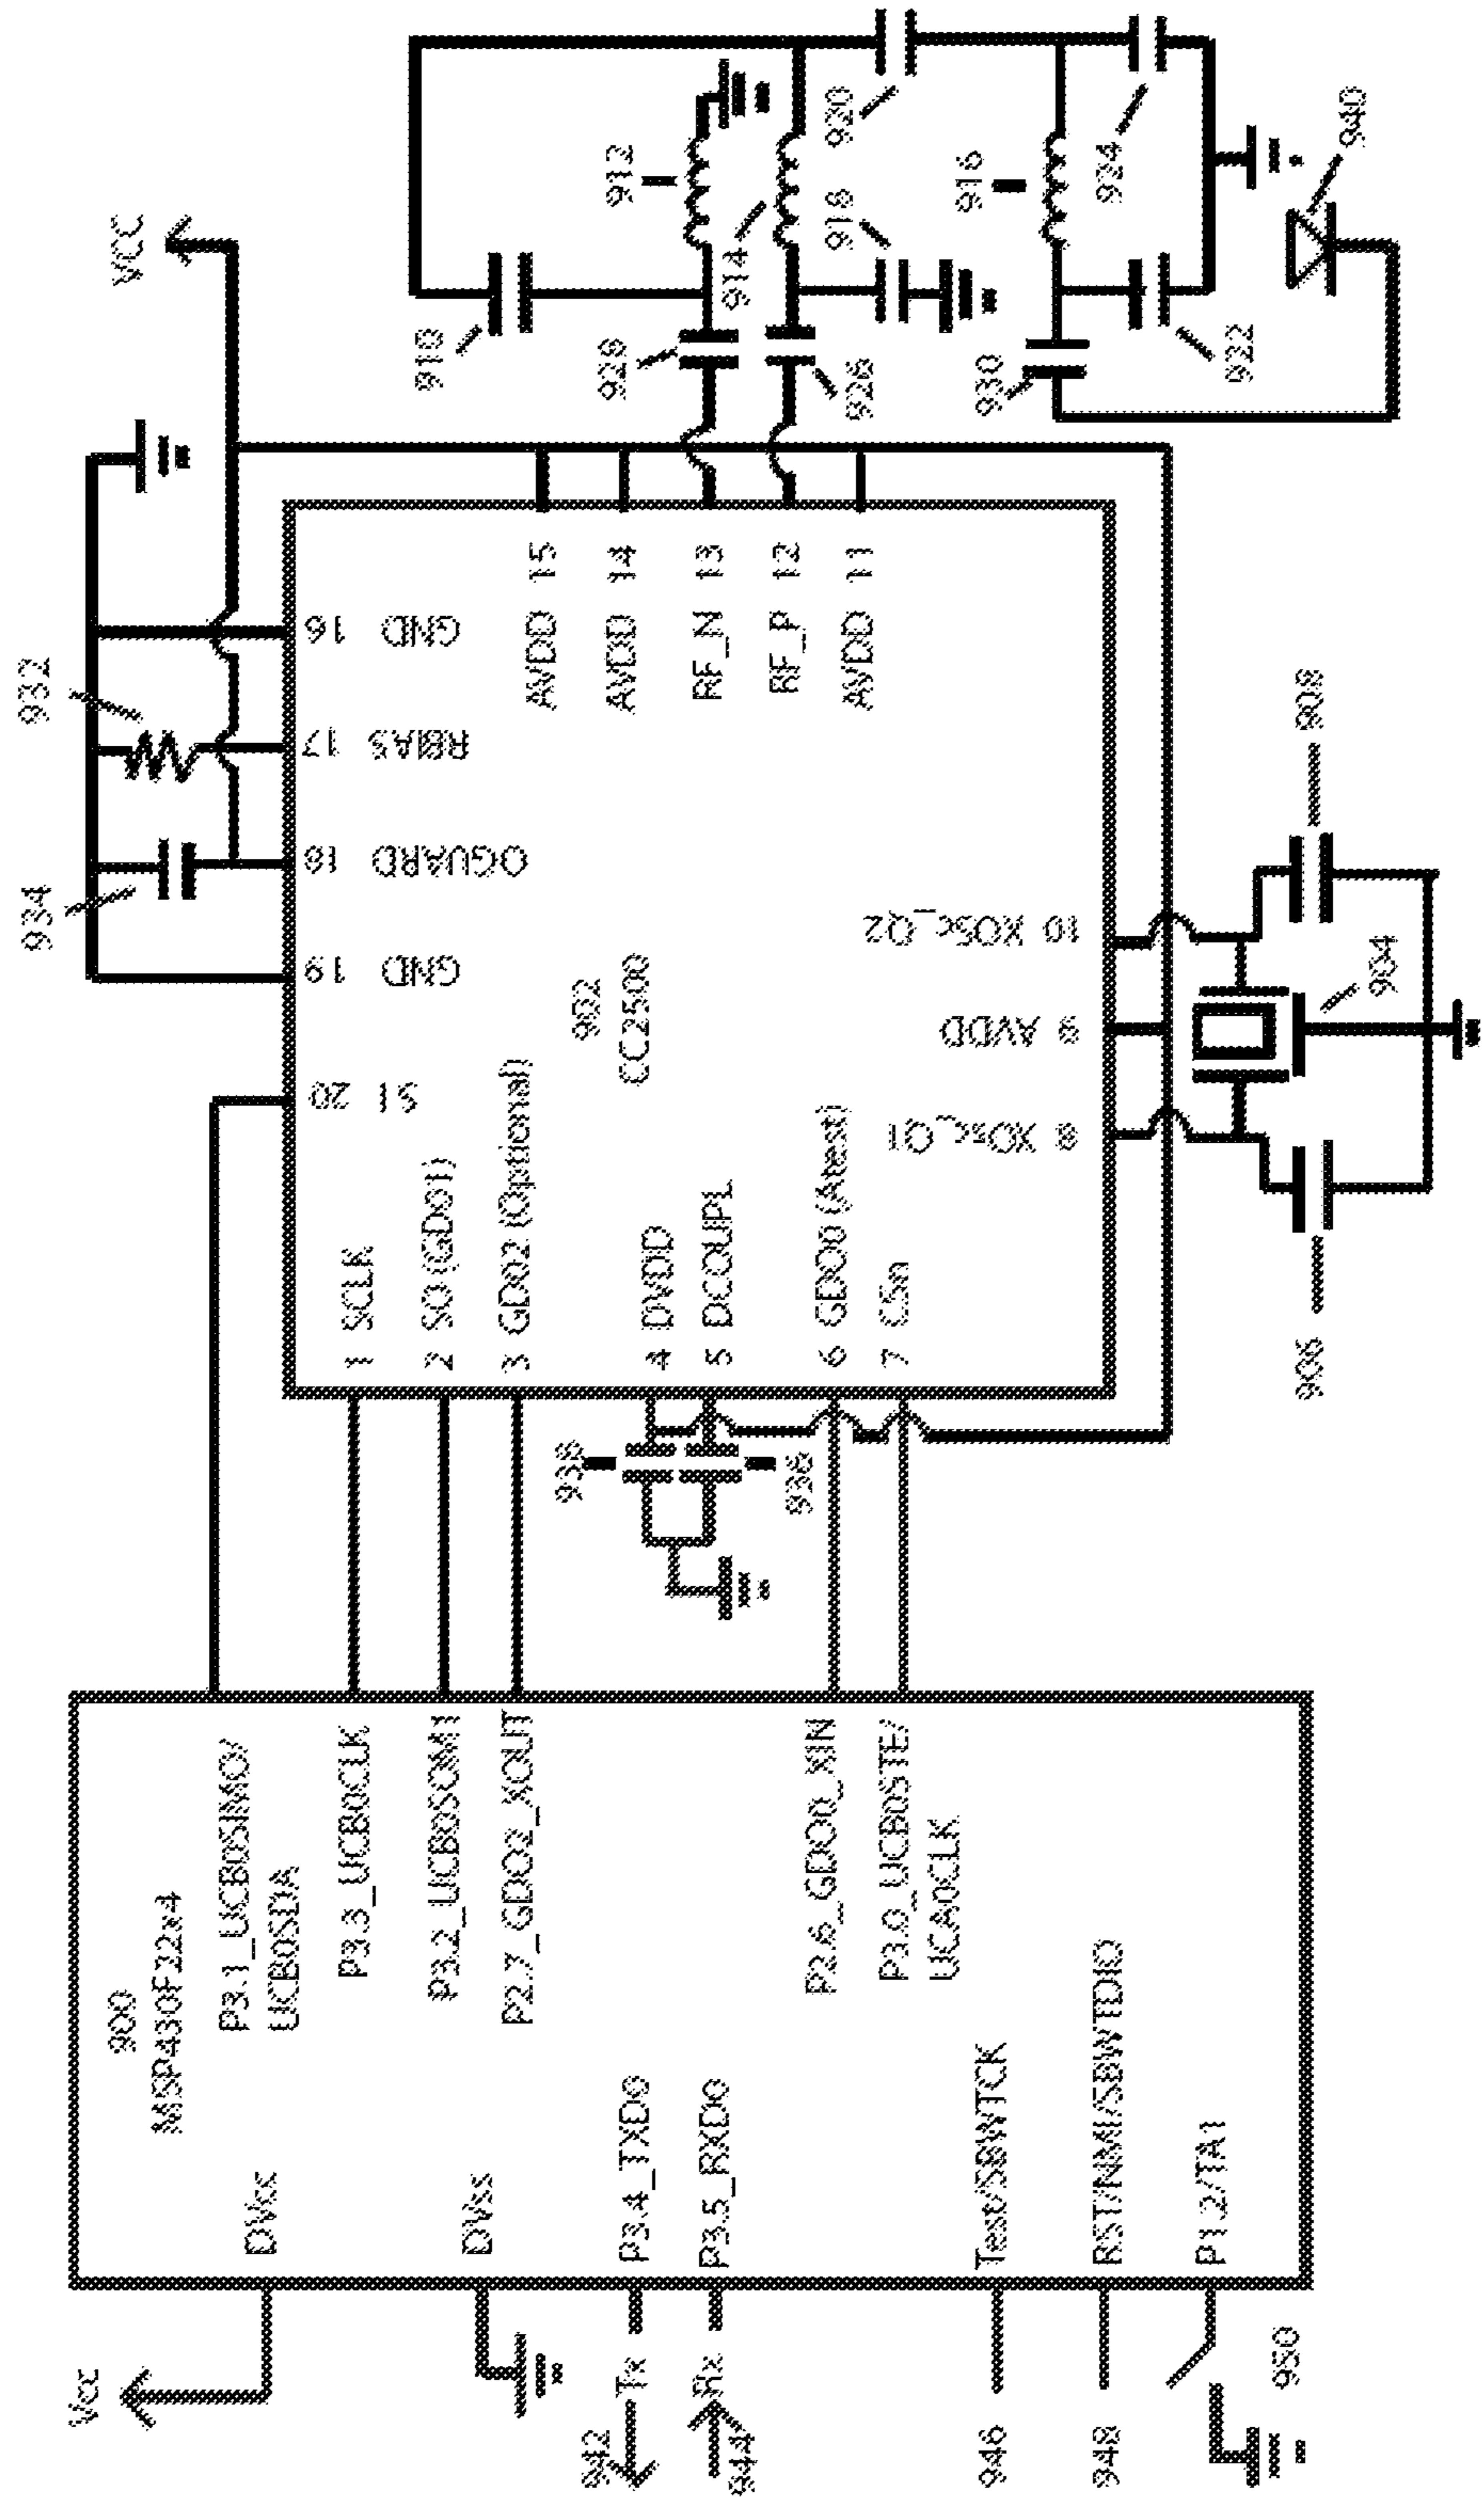 900
MSP430F22x4
Vcc
DVcc
DVss
942
Tx
P3.4_TXD0
Rx
944
P3.5_RXD0
946
Test/SBWTCK
948
RST/NMI/SBWTDIO
950
P1.2/TA1
P3.1_UCB0SIMO/
UCB0SDA
P3.3_UCB0CLK
P3.2_UCB0SOMI
P2.7_GDO2_XOUT
P2.6_GDO0_XIN
P3.0_UCB0STE/
UCA0CLK
938
936
902
CC2500
1 SCLK
2 SO (GDO1)
3 GD02 (Optional)
4 DVDD
5 DCOUPL
6 GDO0 (Atest)
7 CSn
20 SI
19 GND
18 OGUARD
17 RBIAS
16 GND
AVDD 15
AVDD 14
RF_N 13
RF_P 12
AVDD 11
8 XOSc_Q1
9 AVDD
10 XOSc_Q2
934
932
VCC
906
904
908
910
912
914
928
926
918
920
916
930
924
922
940